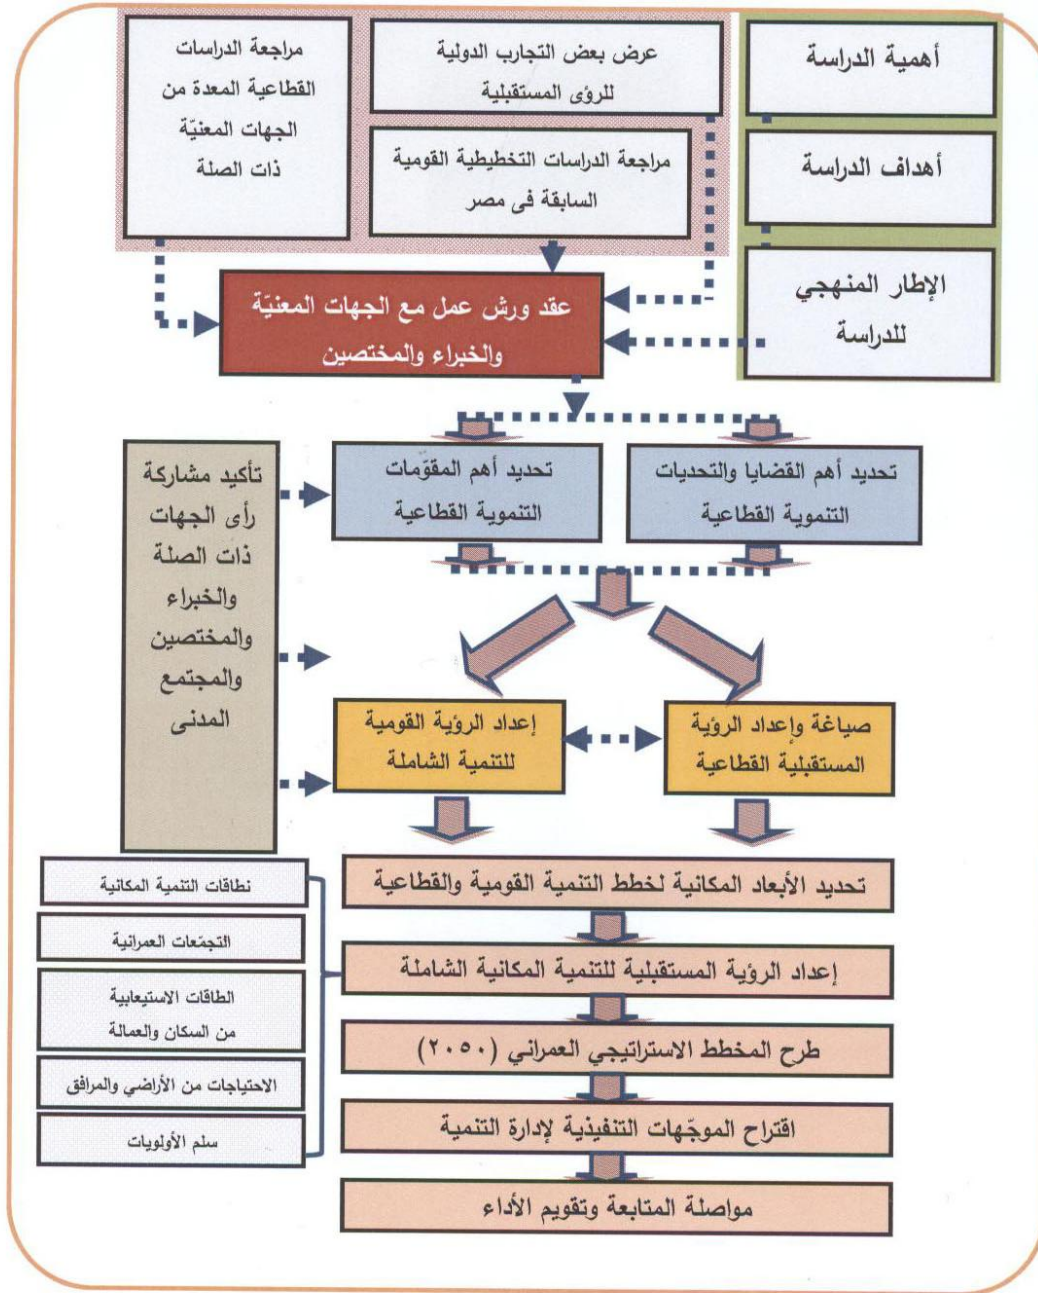 أهمية الدراسة
أهداف الدراسة
الإطار المنهجي
للدراسة
عرض بعض التجارب الدولية
للرؤى المستقبلية
مراجعة الدراسات التخطيطية القومية
السابقة فى مصر
مراجعة الدراسات
القطاعية المعدة من
الجهات المعنيّة
ذات الصلة
عقد ورش عمل مع الجهات المعنيّة
والخبراء والمختصين
تحديد أهم القضايا والتحديات
التنموية القطاعية
تحديد أهم المقوّمات
التنموية القطاعية
تأكيد مشاركة
رأى الجهات
ذات الصلة
والخبراء
والمختصين
والمجتمع
المدنى
صياغة وإعداد الرؤية
المستقبلية القطاعية
إعداد الرؤية القومية
للتنمية الشاملة
تحديد الأبعاد المكانية لخطط التنمية القومية والقطاعية
إعداد الرؤية المستقبلية للتنمية المكانية الشاملة
طرح المخطط الاستراتيجي العمراني (٢٠٥٠)
اقتراح الموجّهات التنفيذية لإدارة التنمية
مواصلة المتابعة وتقويم الأداء
نطاقات التنمية المكانية
التجمّعات العمرانية
الطاقات الاستيعابية
من السكان والعمالة
الاحتياجات من الأراضي والمرافق
سلم الأولويات